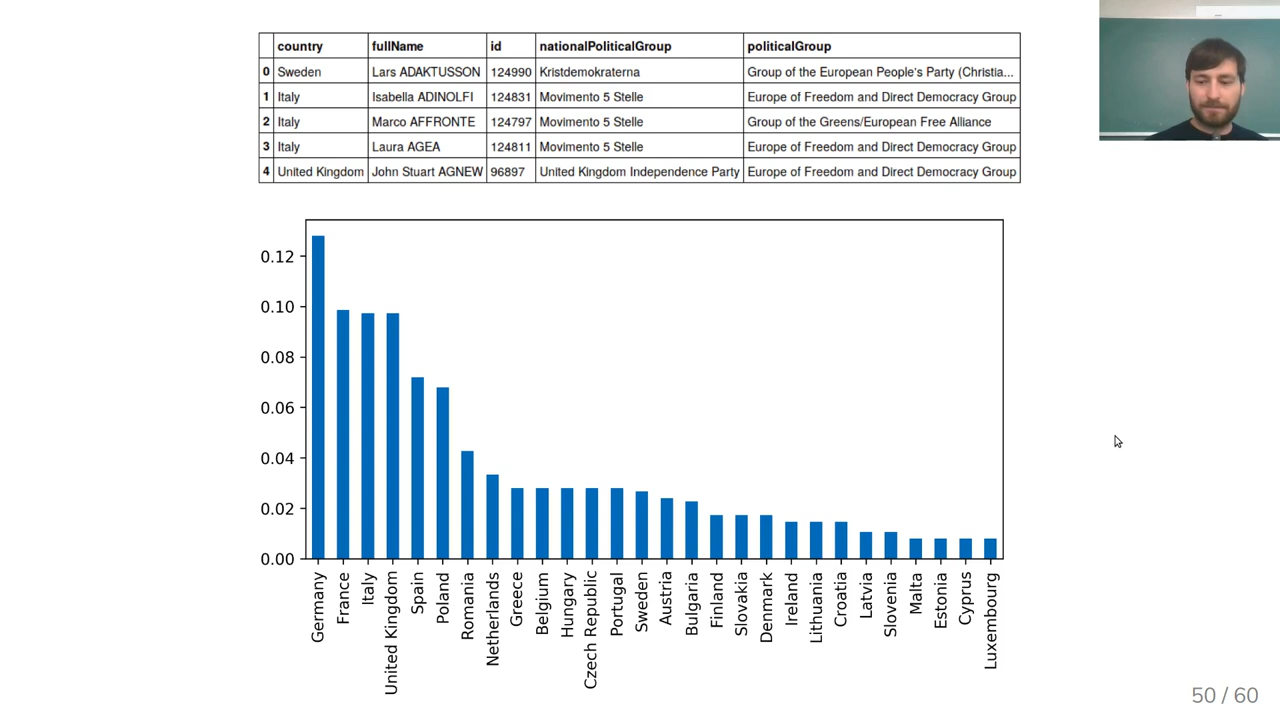 country fullName id nationalPoliticalGroup politicalGroup
0 Sweden Lars ADAKTUSSON 124990 Kristdemokraterna Group of the European People's Party (Christia...
1 Italy Isabella ADINOLFI 124831 Movimento 5 Stelle Europe of Freedom and Direct Democracy Group
2 Italy Marco AFFRONTE 124797 Movimento 5 Stelle Group of the Greens/European Free Alliance
3 Italy Laura AGEA 124811 Movimento 5 Stelle Europe of Freedom and Direct Democracy Group
4 United Kingdom John Stuart AGNEW 96897 United Kingdom Independence Party Europe of Freedom and Direct Democracy Group
0.12
0.10
0.08
0.06
0.04
0.02
0.00
Germany
France
Italy
United Kingdom
Spain
Poland
Romania
Netherlands
Greece
Belgium
Hungary
Czech Republic
Portugal
Sweden
Austria
Bulgaria
Finland
Slovakia
Denmark
Ireland
Lithuania
Croatia
Latvia
Slovenia
Malta
Estonia
Cyprus
Luxembourg
50 / 60